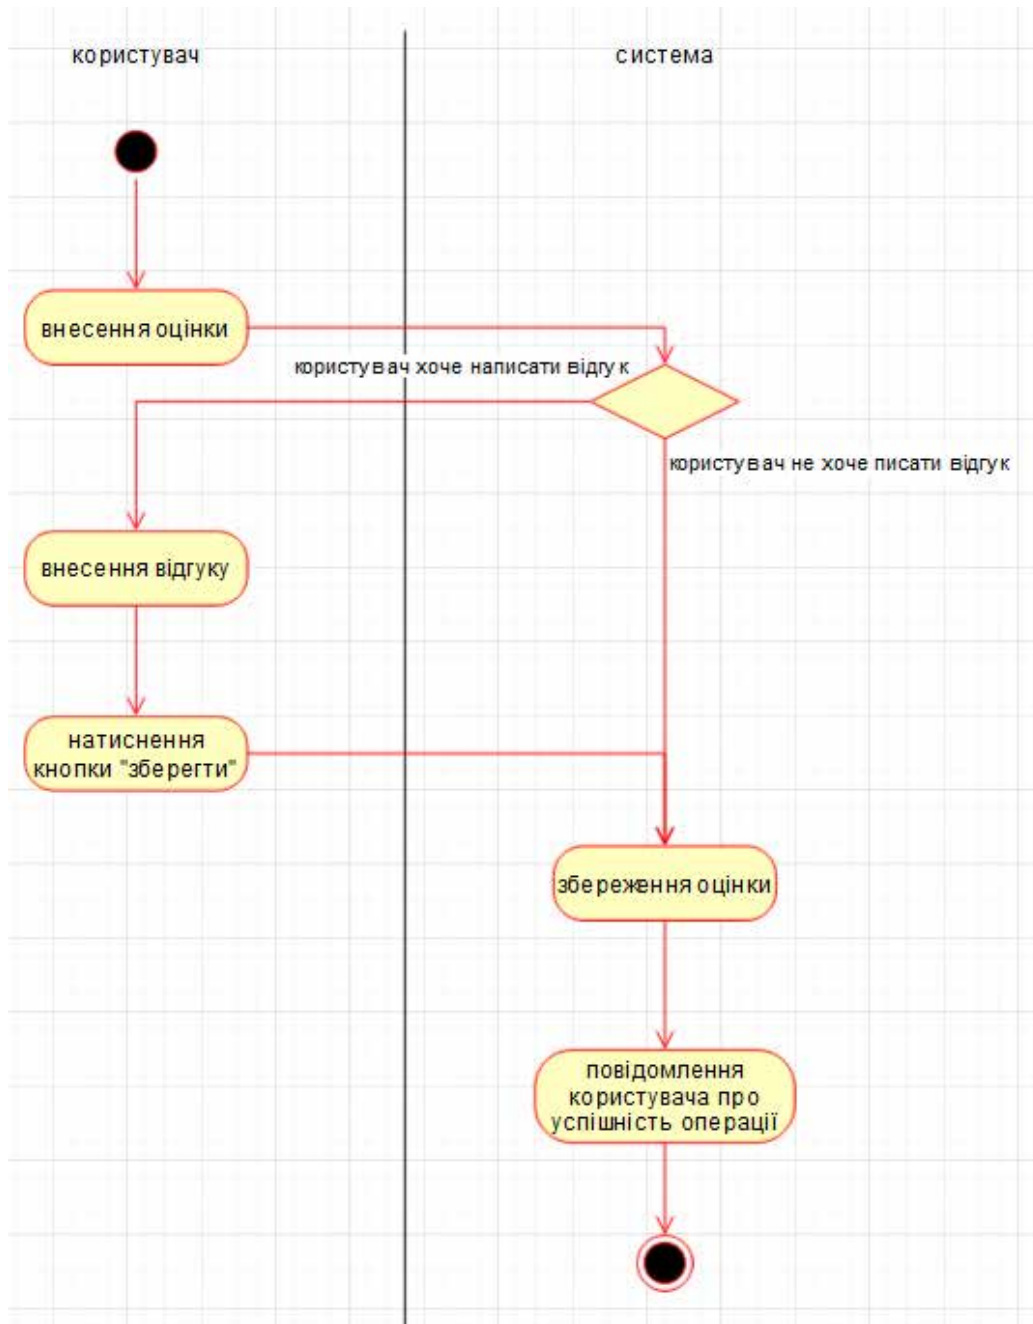 користувач
система
внесення оцінки
користувач хоче написати відгук
користувач не хоче писати відгук
внесення відгуку
натиснення
кнопки "зберегти"
збереження оцінки
повідомлення
користувача про
успішність операції